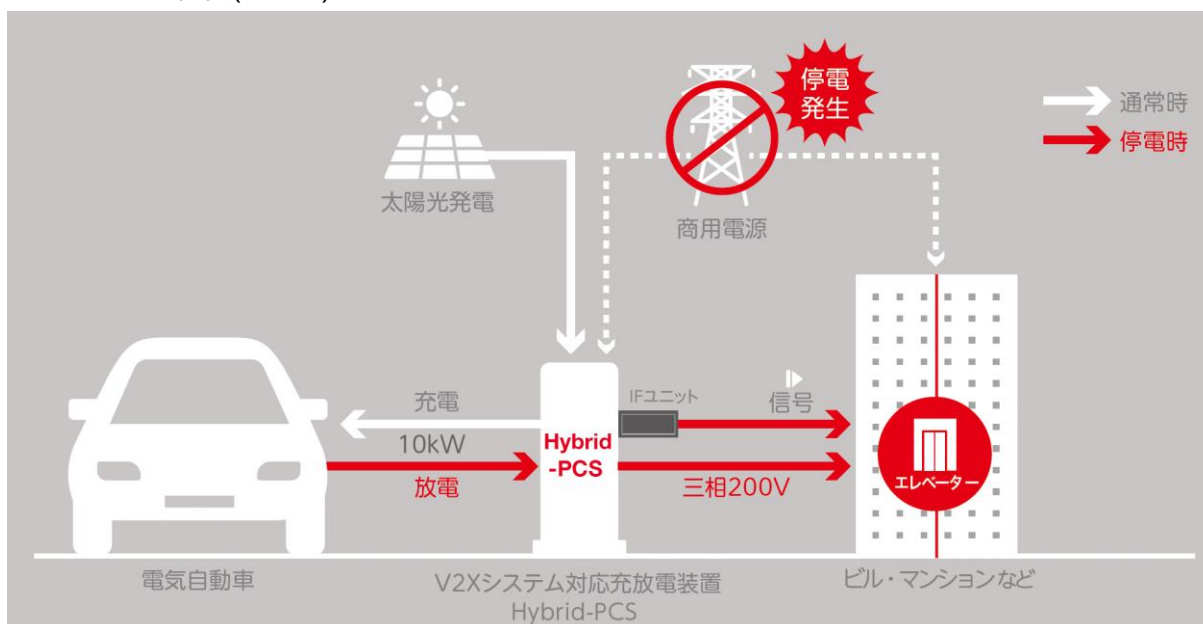 停電
発生
通常時
停電時
太陽光発電
商用電源
充電
10kW
放電
Hybrid
-PCS
IFユニット
信号
三相200V
エレベーター
電気自動車
V2Xシステム対応充放電装置
Hybrid-PCS
ビル・マンションなど